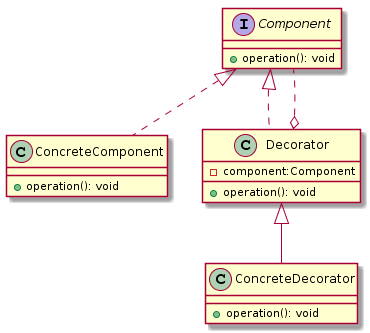 I Component
operation(): void
C ConcreteComponent
operation(): void
C Decorator
component:Component
operation(): void
C ConcreteDecorator
operation(): void